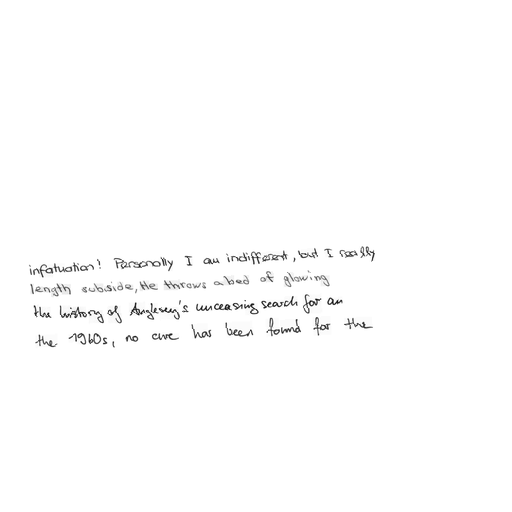 infatuation! Personally I am indifferent, but I really
length subside, He throws a bed of glowing
the history of Anglesey's unceasing search for an
the 1960s, no cure has been found for the